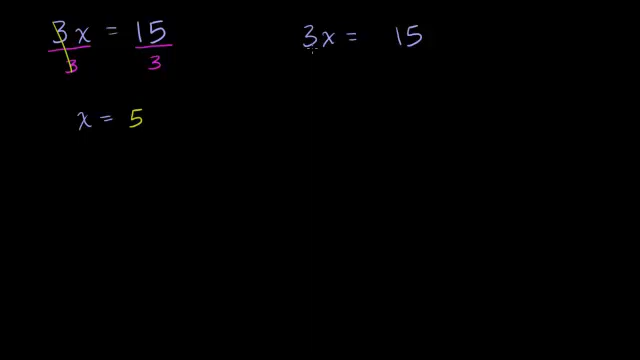 3x = 15
3 3
x = 5
3x = 15